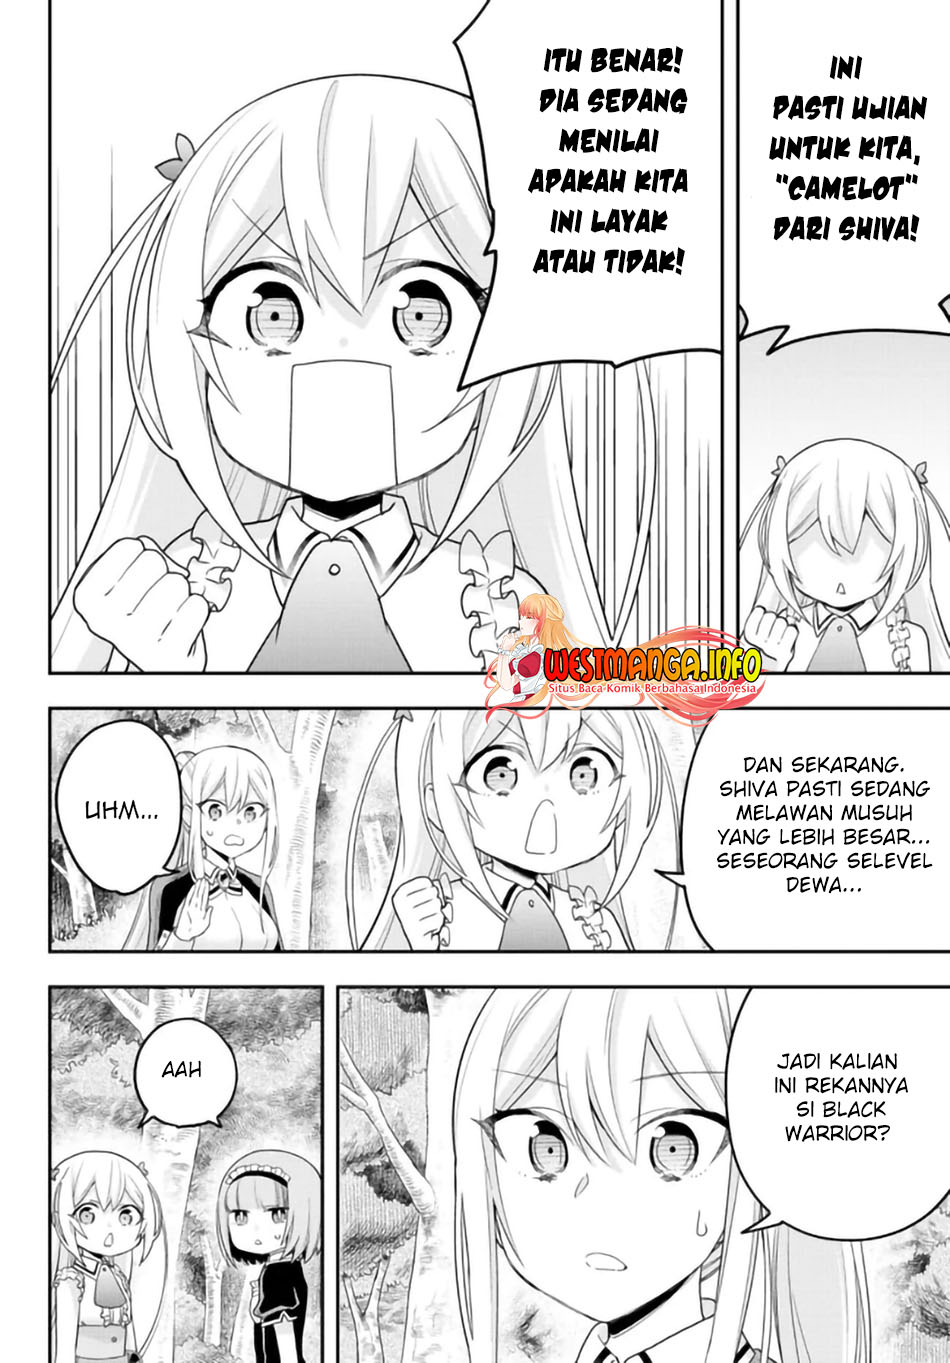 INI
PASTI UJIAN
UNTUK KITA,
"CAMELOT"
DARI SHIVA!
ITU BENAR!
DIA SEDANG
MENILAI
APAKAH KITA
INI LAYAK
ATAU TIDAK!
WESTMANGA.INFO
Situs Baca Komik Berbahasa Indonesia
DAN SEKARANG.
SHIVA PASTI SEDANG
MELAWAN MUSUH
YANG LEBIH BESAR...
SESEORANG SELEVEL
DEWA...
UHM...
JADI KALIAN
INI REKANNYA
SI BLACK
WARRIOR?
AAH